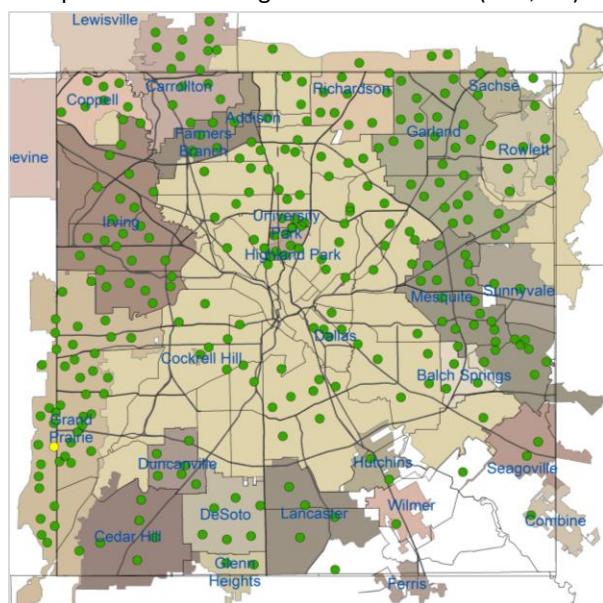 Lewisville
Coppell
Carrollton
Addison
Richardson
Sachse
Farmers
Branch
Garland
Rowlett
Irving
University
Park
Highland Park
Mesquite
Sunnyvale
Cockrell Hill
Dallas
Balch Springs
Grand
Prairie
Duncanville
Hutchins
Seagoville
DeSoto
Lancaster
Wilmer
Combine
Cedar Hill
Glenn
Heights
Ferris